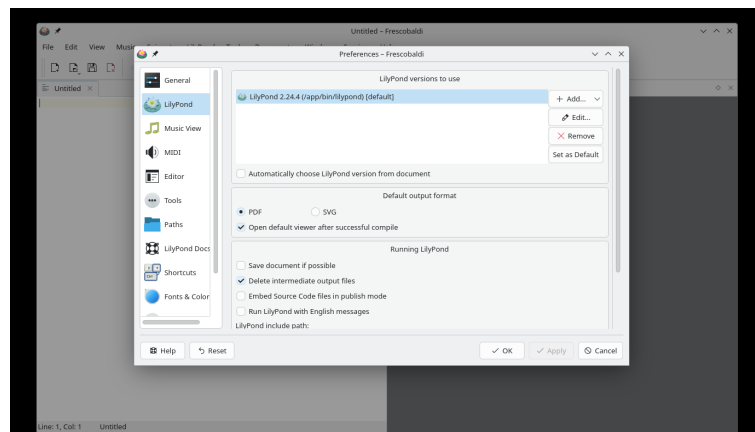 Untitled – Frescobaldi
File Edit View Music
Preferences – Frescobaldi
Untitled
General
LilyPond
Music View
MIDI
Editor
Tools
Paths
LilyPond Docs
Shortcuts
Fonts & Color
LilyPond versions to use
LilyPond 2.24.4 (/app/bin/lilypond) [default]
Add...
Edit...
Remove
Set as Default
Automatically choose LilyPond version from document
Default output format
PDF SVG
Open default viewer after successful compile
Running LilyPond
Save document if possible
Delete intermediate output files
Embed Source Code files in publish mode
Run LilyPond with English messages
LilyPond include path:
Help Reset OK Apply Cancel
Line: 1, Col: 1 Untitled